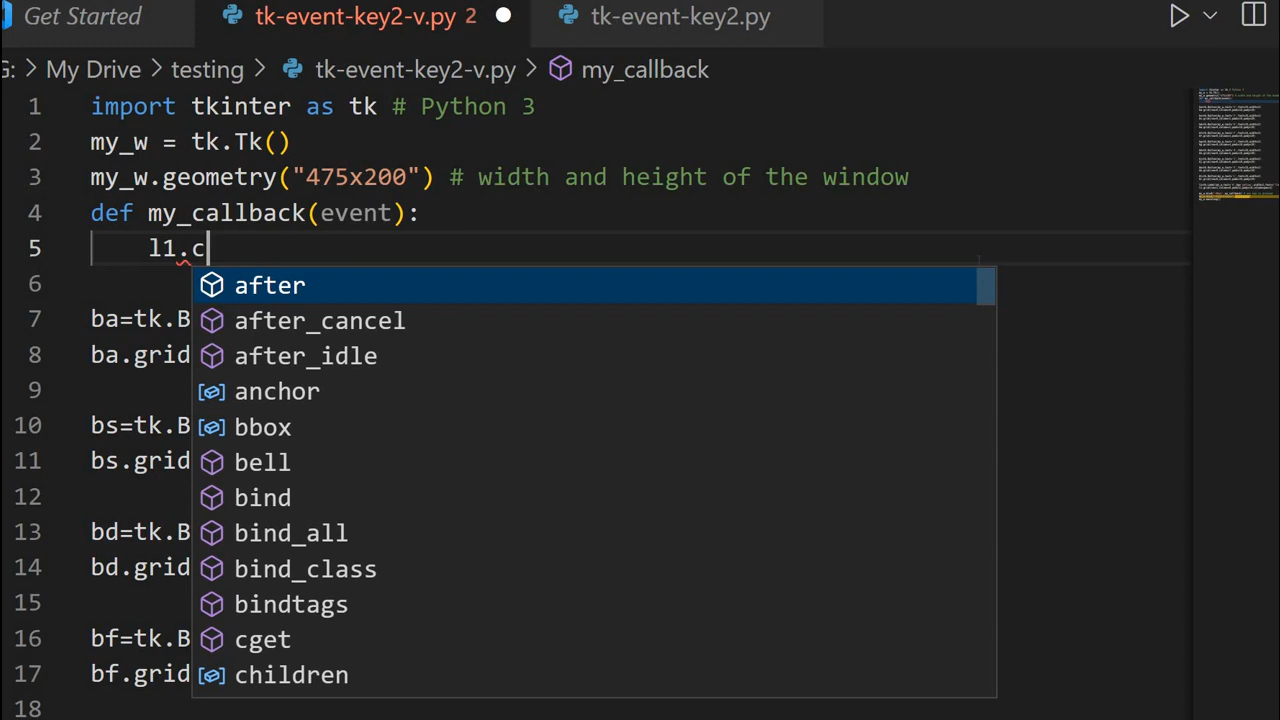 Get Started tk-event-key2-v.py 2 tk-event-key2.py
G: > My Drive > testing > tk-event-key2-v.py > my_callback
1 import tkinter as tk # Python 3
2 my_w = tk.Tk()
3 my_w.geometry("475x200") # width and height of the window
4 def my_callback(event):
5 l1.c
6 after
7 ba=tk.B after_cancel
8 ba.grid after_idle
9 anchor
10 bs=tk.B bbox
11 bs.grid bell
12 bind
13 bd=tk.B bind_all
14 bd.grid bind_class
15 bindtags
16 bf=tk.B cget
17 bf.grid children
18